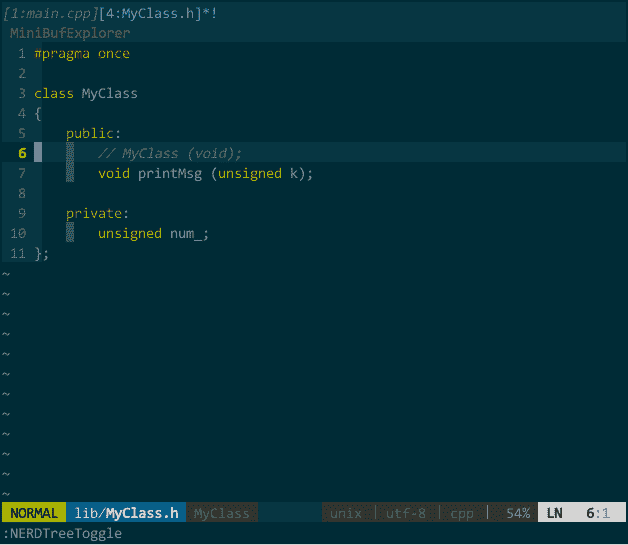 [1:main.cpp][4:MyClass.h]*!
MiniBufExplorer
1 #pragma once
2
3 class MyClass
4 {
5     public:
6         // MyClass (void);
7         void printMsg (unsigned k);
8
9     private:
10         unsigned num_;
11 };
~
~
~
~
~
~
~
~
~
~
~
~
NORMAL lib/MyClass.h MyClass unix | utf-8 | cpp | 54% LN 6:1
:NERDTreeToggle